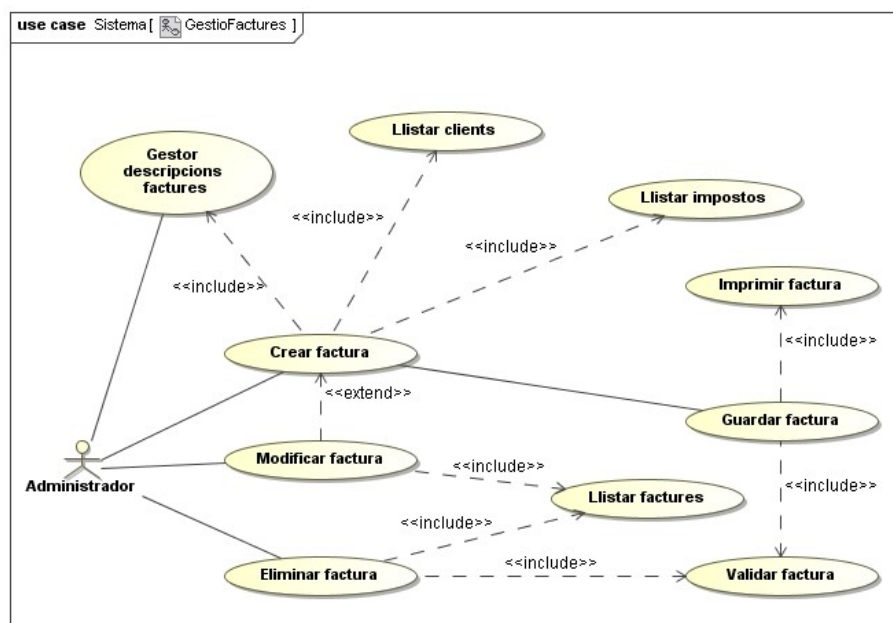 use case Sistema[ GestioFactures ]
Llistar clients
Gestor
descripcions
factures
Llistar impostos
<<include>>
<<include>>
<<include>>
Imprimir factura
<<include>>
Crear factura
<<extend>>
Guardar factura
Modificar factura
<<include>>
Administrador
Llistar factures
<<include>>
<<include>>
<<include>>
Eliminar factura
Validar factura